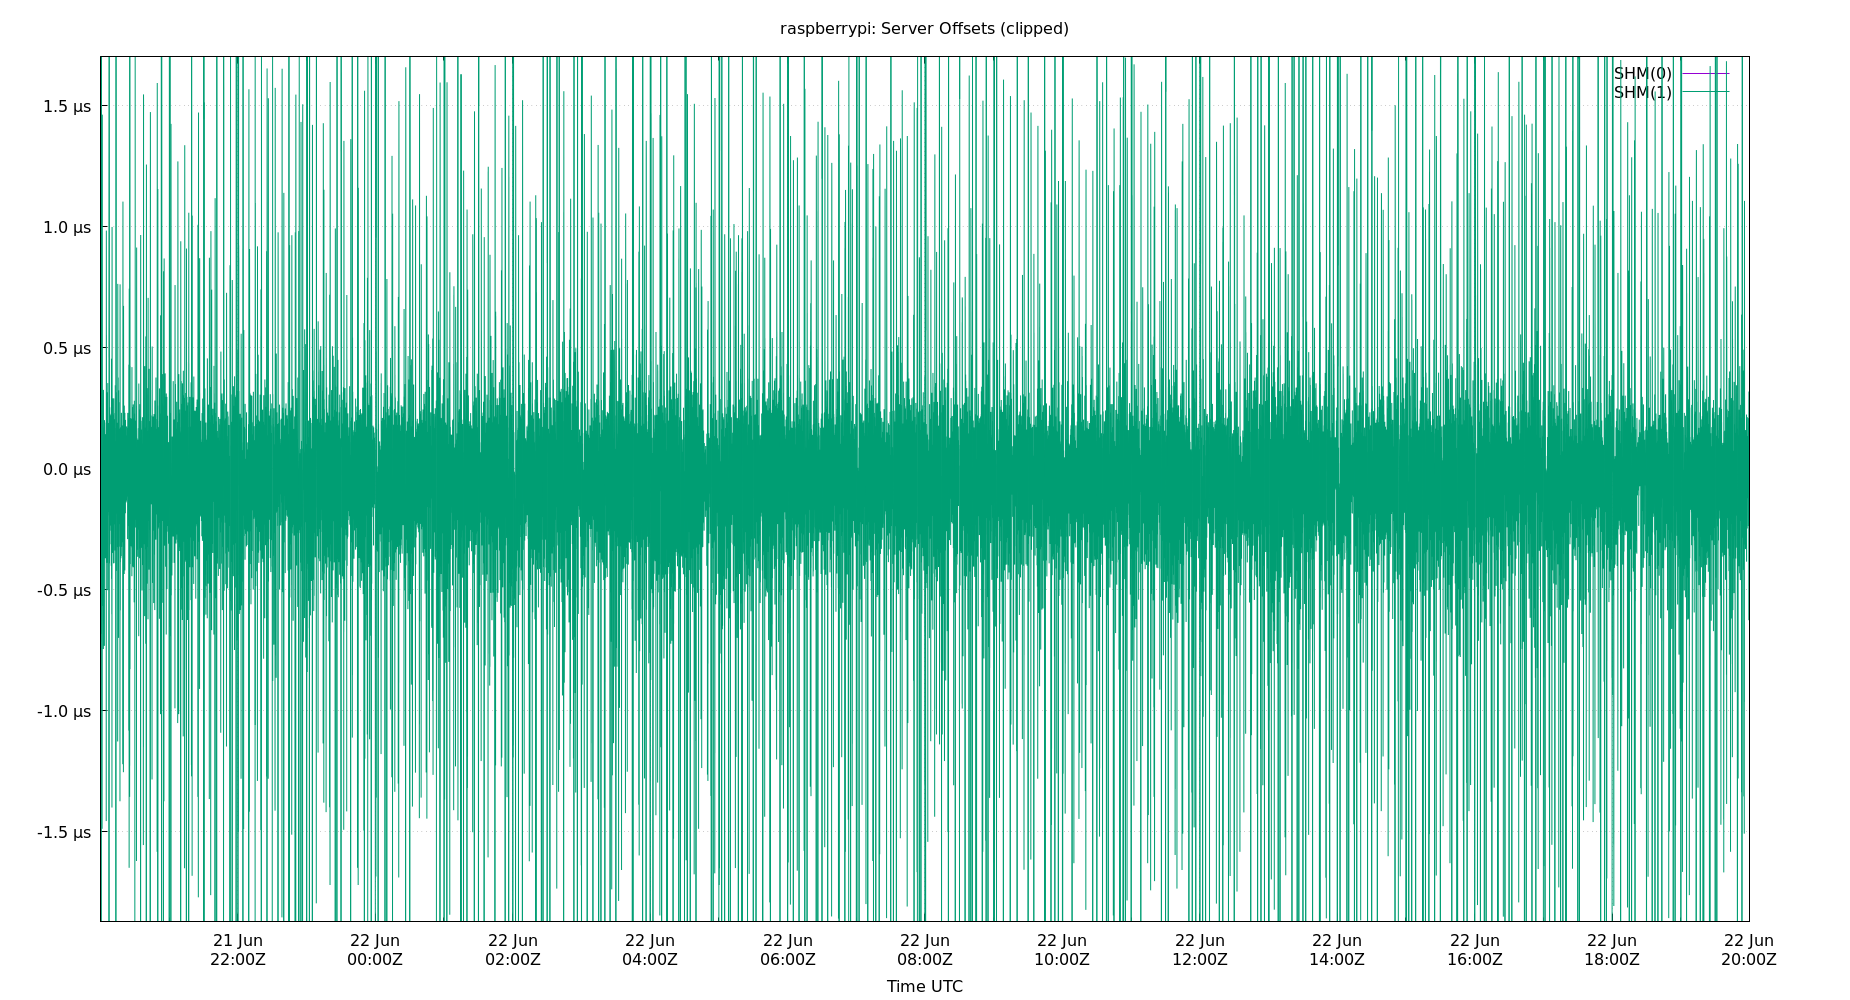 raspberrypi: Server Offsets (clipped)
SHM(0)
SHM(1)
1.5 µs
1.0 µs
0.5 µs
0.0 µs
-0.5 µs
-1.0 µs
-1.5 µs
21 Jun 22 Jun 22 Jun 22 Jun 22 Jun 22 Jun 22 Jun 22 Jun 22 Jun 22 Jun 22 Jun 22 Jun
22:00Z 00:00Z 02:00Z 04:00Z 06:00Z 08:00Z 10:00Z 12:00Z 14:00Z 16:00Z 18:00Z 20:00Z
Time UTC